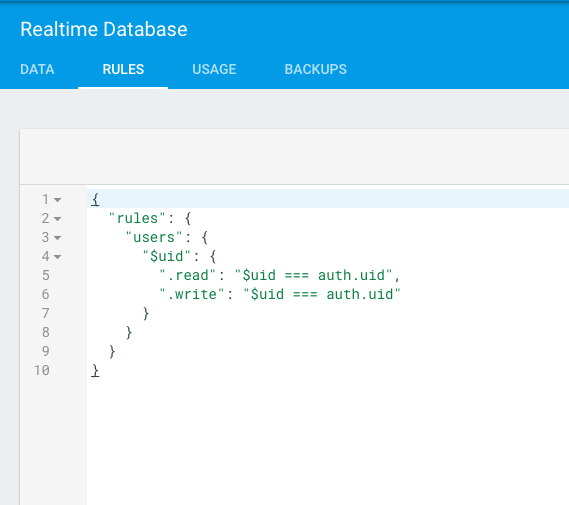 Realtime Database
DATA RULES USAGE BACKUPS
1 {
2 "rules": {
3 "users": {
4 "$uid": {
5 ".read": "$uid === auth.uid",
6 ".write": "$uid === auth.uid"
7 }
8 }
9 }
10 }